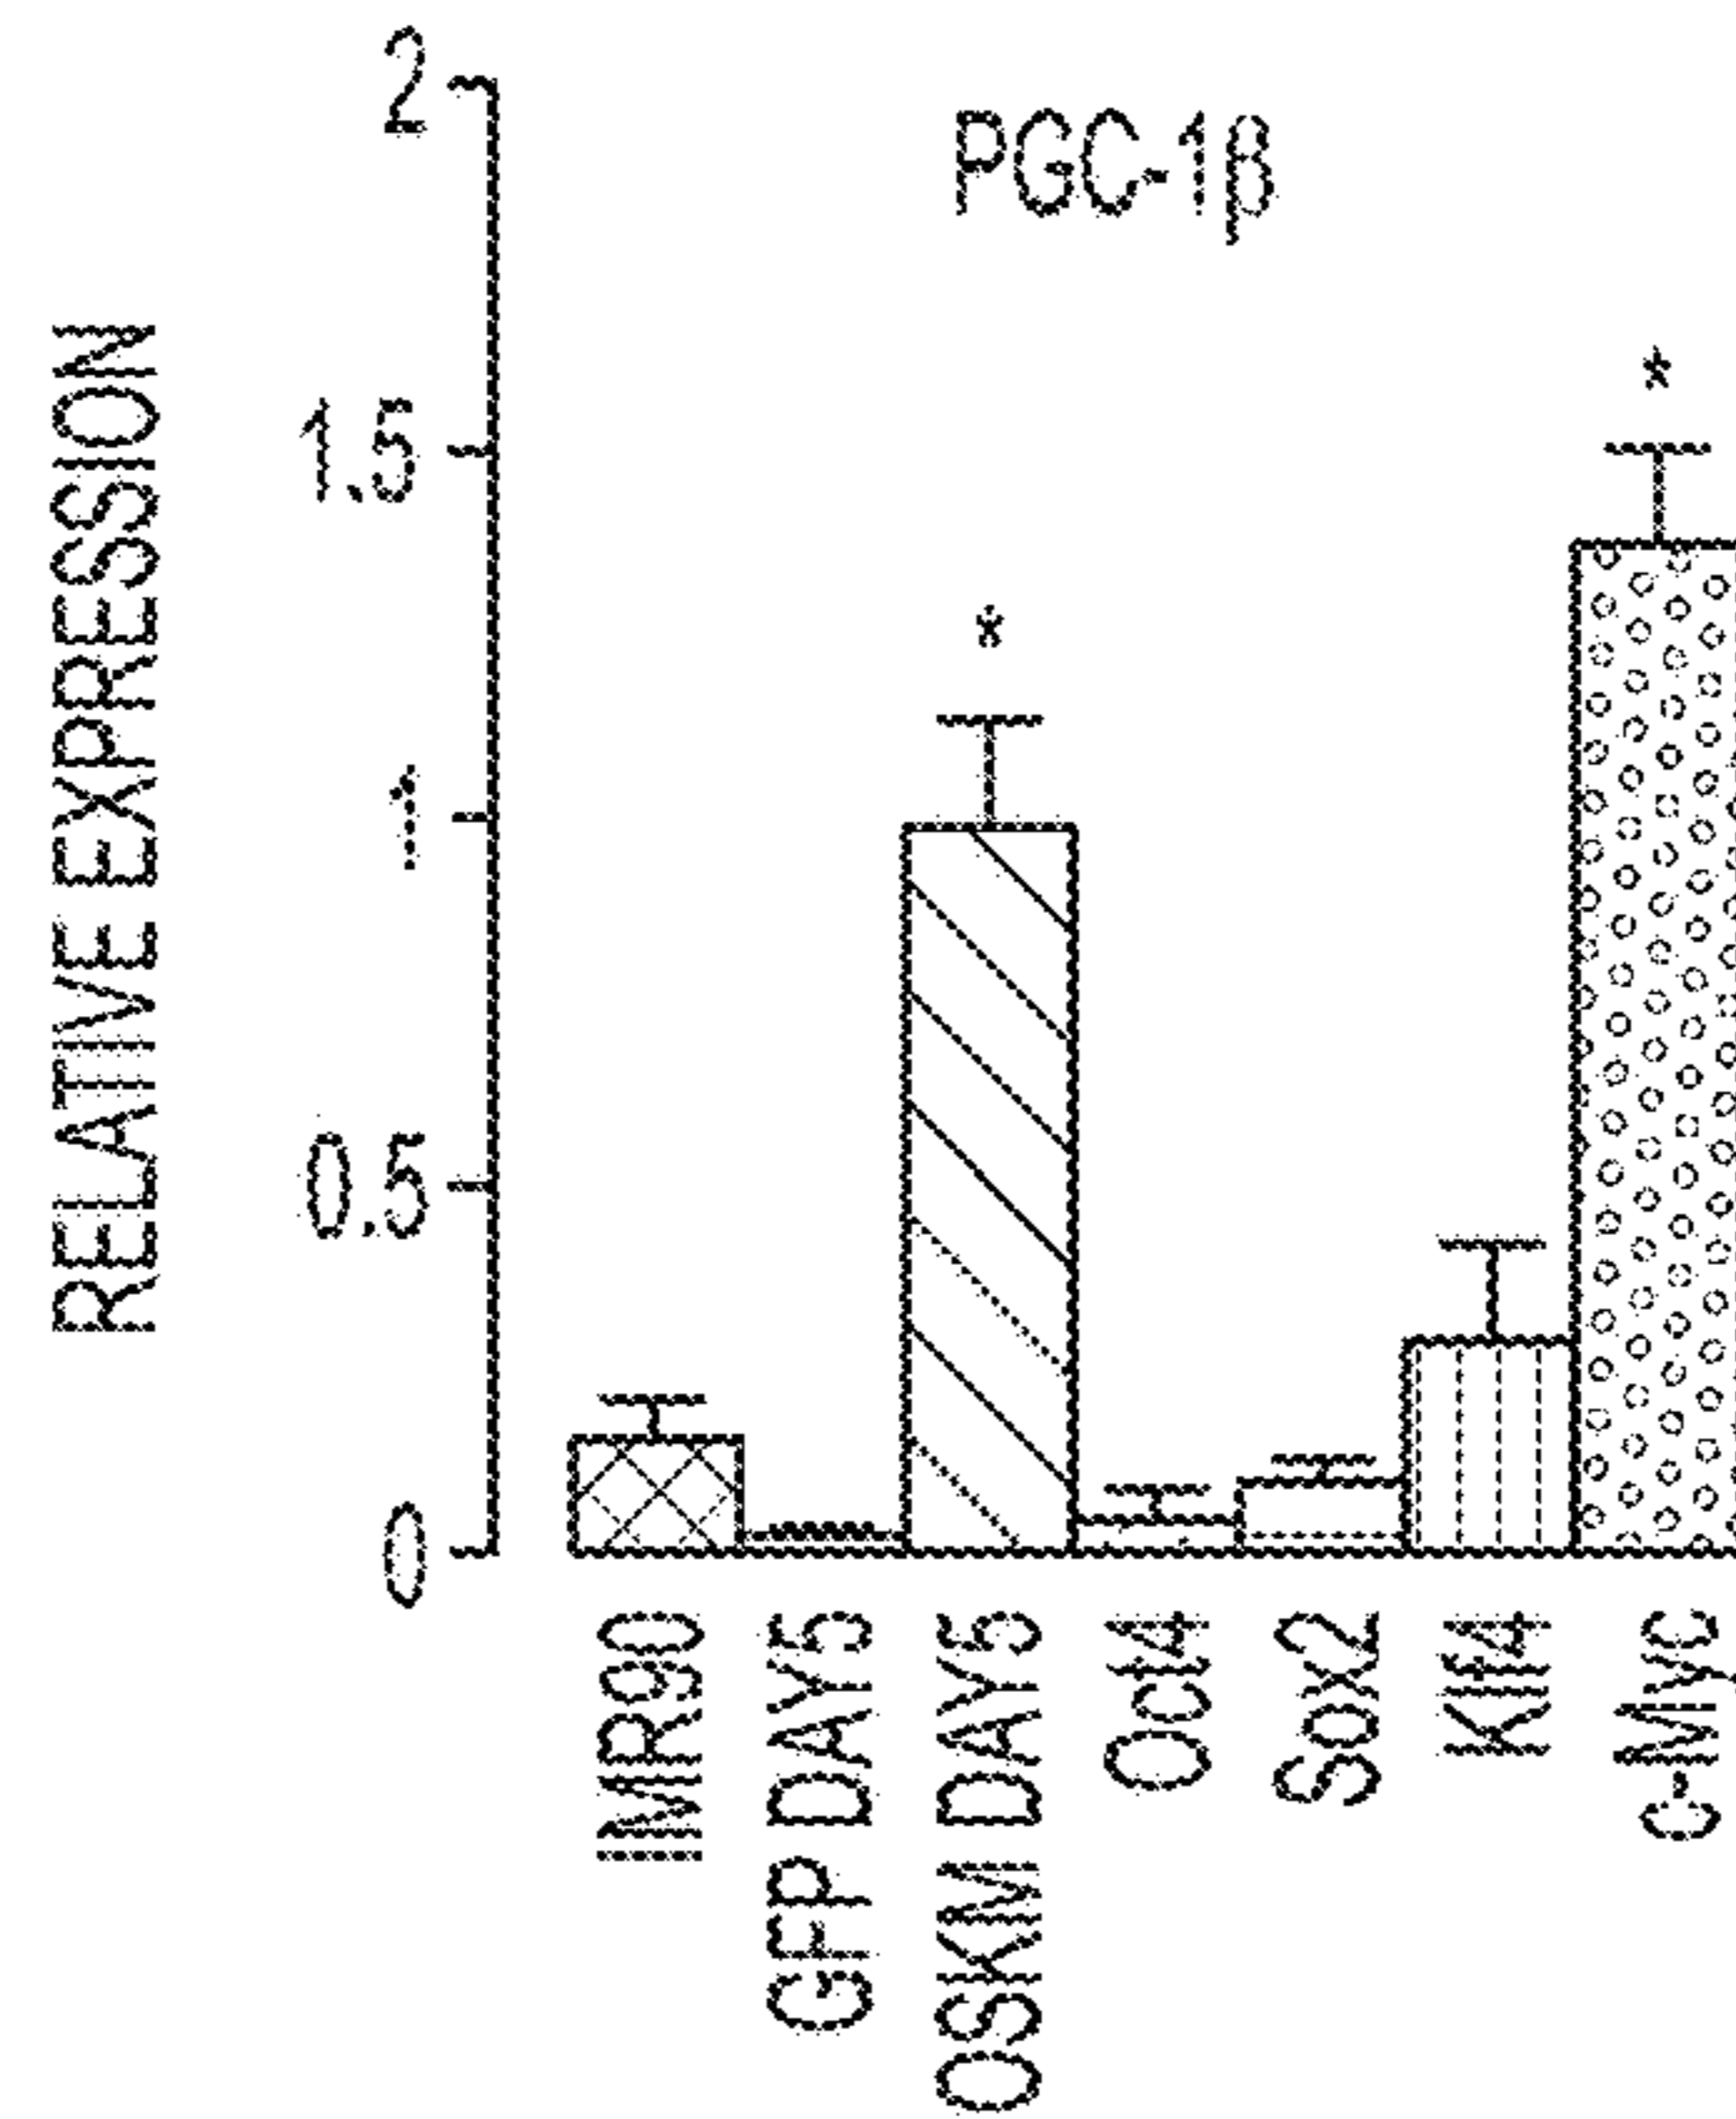 PGC-1β
RELATIVE EXPRESSION
2
1.5
1
0.5
0
*
*
IMR90
GFP DAY5
OSKM DAY5
Oct4
Sox2
Klf4
c-Myc